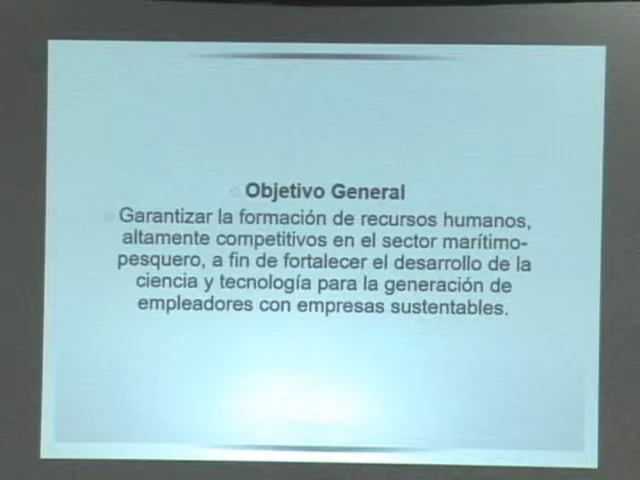 Objetivo General
Garantizar la formación de recursos humanos,
altamente competitivos en el sector marítimo-
pesquero, a fin de fortalecer el desarrollo de la
ciencia y tecnología para la generación de
empleadores con empresas sustentables.